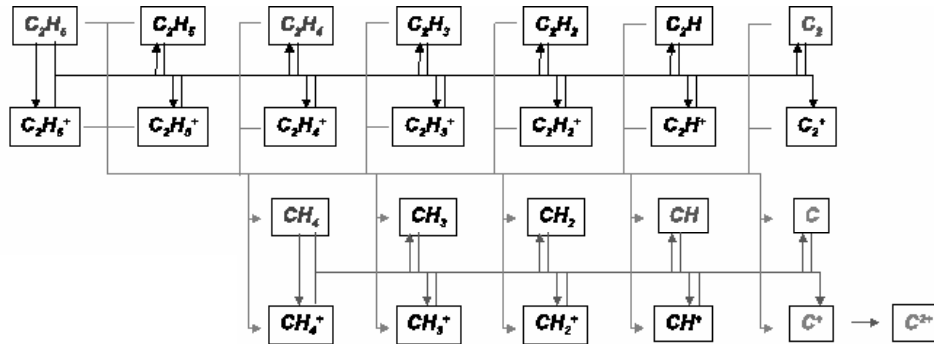 C₂H₆ C₂H₅ C₂H₄ C₂H₃ C₂H₂ C₂H C₂
C₂H₆⁺ C₂H₅⁺ C₂H₄⁺ C₂H₃⁺ C₂H₂⁺ C₂H⁺ C₂⁺
CH₄ CH₃ CH₂ CH C
CH₄⁺ CH₃⁺ CH₂⁺ CH⁺ C⁺ C²⁺